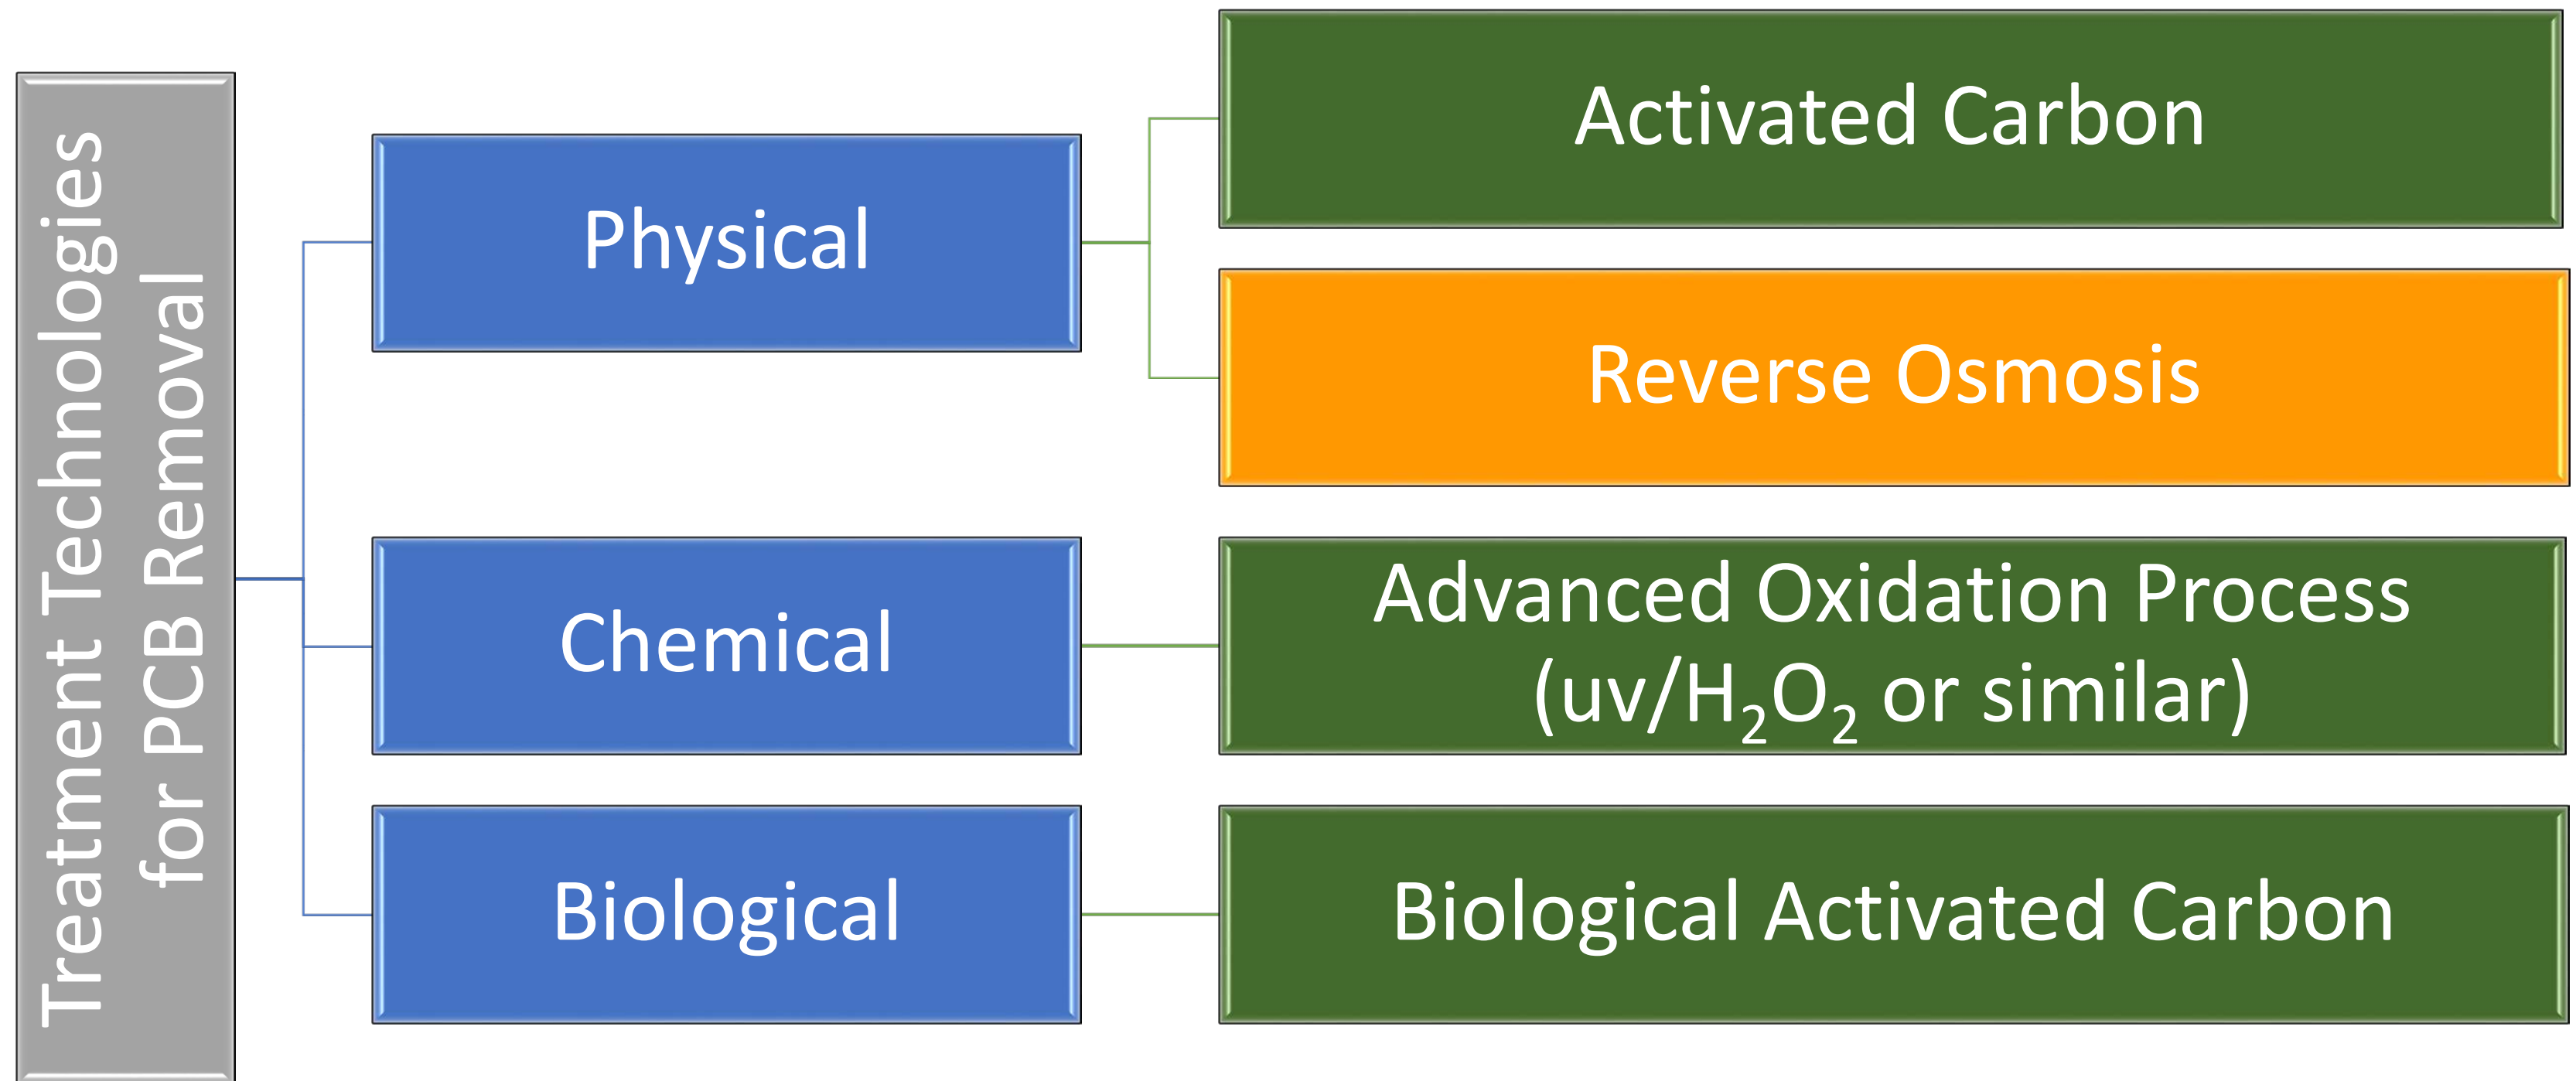 Treatment Technologies
for PCB Removal
Physical
Activated Carbon
Reverse Osmosis
Chemical
Advanced Oxidation Process
(uv/H₂O₂ or similar)
Biological
Biological Activated Carbon